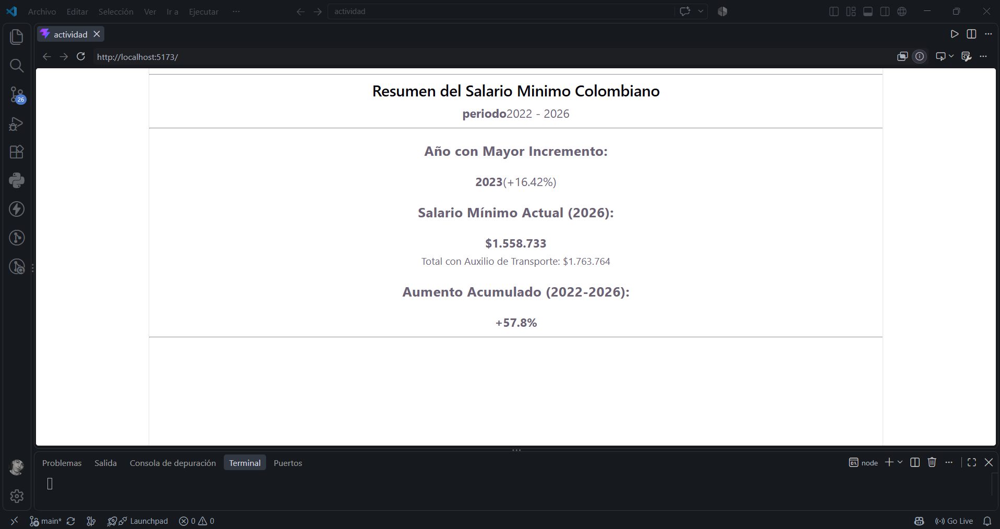 Archivo Editar Selección Ver Ir a Ejecutar ··· actividad
actividad
http://localhost:5173/
26
Resumen del Salario Minimo Colombiano
periodo2022 - 2026
Año con Mayor Incremento:
2023(+16.42%)
Salario Mínimo Actual (2026):
$1.558.733
Total con Auxilio de Transporte: $1.763.764
Aumento Acumulado (2022-2026):
+57.8%
Problemas Salida Consola de depuración Terminal Puertos node
main* Launchpad 0 0 Go Live